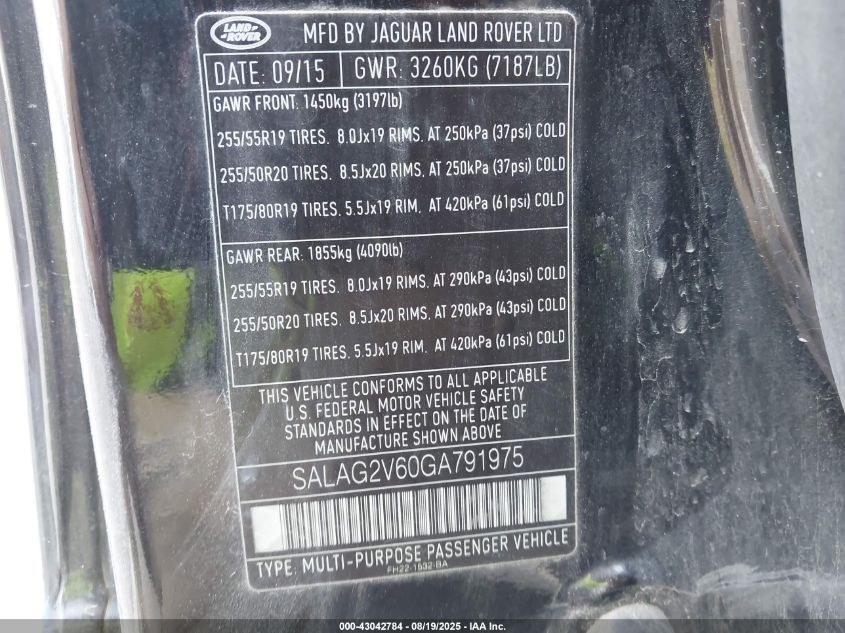 LAND ROVER
MFD BY JAGUAR LAND ROVER LTD
DATE: 09/15 GWR: 3260KG (7187LB)
GAWR FRONT: 1450kg (3197lb)
255/55R19 TIRES. 8.0Jx19 RIMS. AT 250kPa (37psi) COLD
255/50R20 TIRES. 8.5Jx20 RIMS. AT 250kPa (37psi) COLD
T175/80R19 TIRES. 5.5Jx19 RIM. AT 420kPa (61psi) COLD
GAWR REAR: 1855kg (4090lb)
255/55R19 TIRES. 8.0Jx19 RIMS. AT 290kPa (43psi) COLD
255/50R20 TIRES. 8.5Jx20 RIMS. AT 290kPa (43psi) COLD
T175/80R19 TIRES. 5.5Jx19 RIM. AT 420kPa (61psi) COLD
THIS VEHICLE CONFORMS TO ALL APPLICABLE
U.S. FEDERAL MOTOR VEHICLE SAFETY
STANDARDS IN EFFECT ON THE DATE OF
MANUFACTURE SHOWN ABOVE
SALAG2V60GA791975
TYPE: MULTI-PURPOSE PASSENGER VEHICLE
FH22-1532-BA
000-43042784 - 08/19/2025 - IAA Inc.